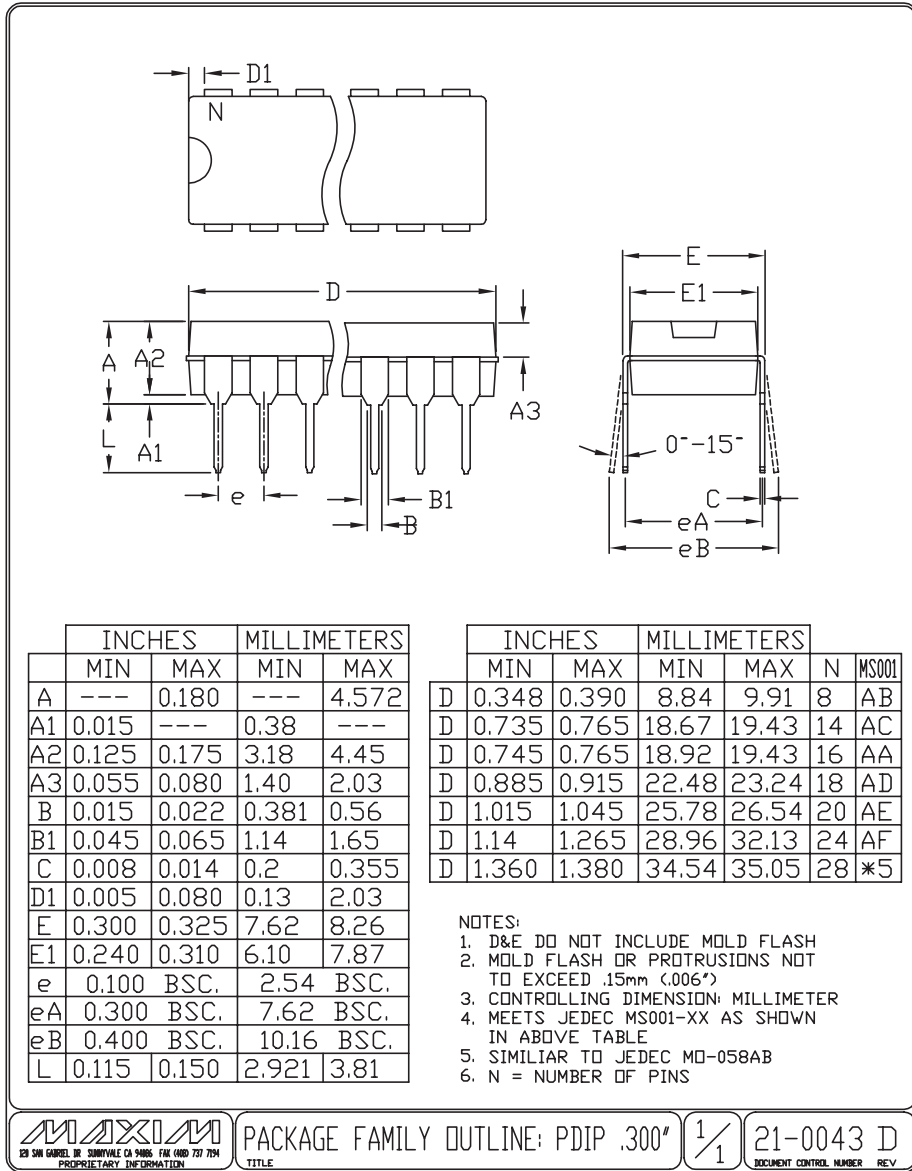 D1
N
D
E
E1
A
A2
A3
L
A1
0°-15°
e
B1
B
C
eA
eB
INCHES MILLIMETERS
MIN MAX MIN MAX
A --- 0.180 --- 4.572
A1 0.015 --- 0.38 ---
A2 0.125 0.175 3.18 4.45
A3 0.055 0.080 1.40 2.03
B 0.015 0.022 0.381 0.56
B1 0.045 0.065 1.14 1.65
C 0.008 0.014 0.2 0.355
D1 0.005 0.080 0.13 2.03
E 0.300 0.325 7.62 8.26
E1 0.240 0.310 6.10 7.87
e 0.100 BSC. 2.54 BSC.
eA 0.300 BSC. 7.62 BSC.
eB 0.400 BSC. 10.16 BSC.
L 0.115 0.150 2.921 3.81
INCHES MILLIMETERS
MIN MAX MIN MAX N MS001
D 0.348 0.390 8.84 9.91 8 AB
D 0.735 0.765 18.67 19.43 14 AC
D 0.745 0.765 18.92 19.43 16 AA
D 0.885 0.915 22.48 23.24 18 AD
D 1.015 1.045 25.78 26.54 20 AE
D 1.14 1.265 28.96 32.13 24 AF
D 1.360 1.380 34.54 35.05 28 *5
NOTES:
1. D&E DO NOT INCLUDE MOLD FLASH
2. MOLD FLASH OR PROTRUSIONS NOT
TO EXCEED .15mm (.006")
3. CONTROLLING DIMENSION: MILLIMETER
4. MEETS JEDEC MS001-XX AS SHOWN
IN ABOVE TABLE
5. SIMILIAR TO JEDEC MO-058AB
6. N = NUMBER OF PINS
MAXIM
120 SAN GABRIEL DR SUNNYVALE CA 94086 FAX (408) 737 7194
PROPRIETARY INFORMATION
PACKAGE FAMILY OUTLINE: PDIP .300"
TITLE
1/1
21-0043 D
DOCUMENT CONTROL NUMBER REV